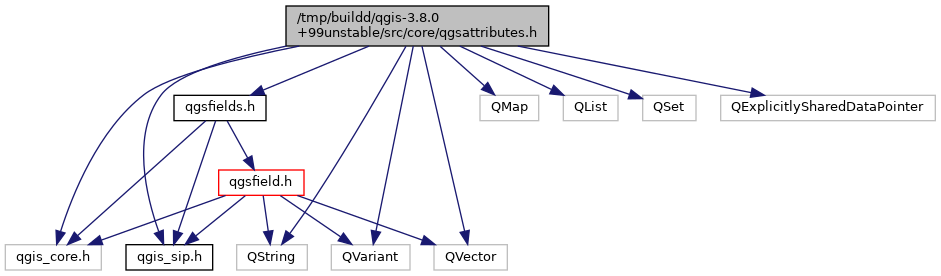 /tmp/buildd/qgis-3.8.0
+99unstable/src/core/qgsattributes.h
qgsfields.h
QMap
QList
QSet
QExplicitlySharedDataPointer
qgsfield.h
qgis_core.h
qgis_sip.h
QString
QVariant
QVector